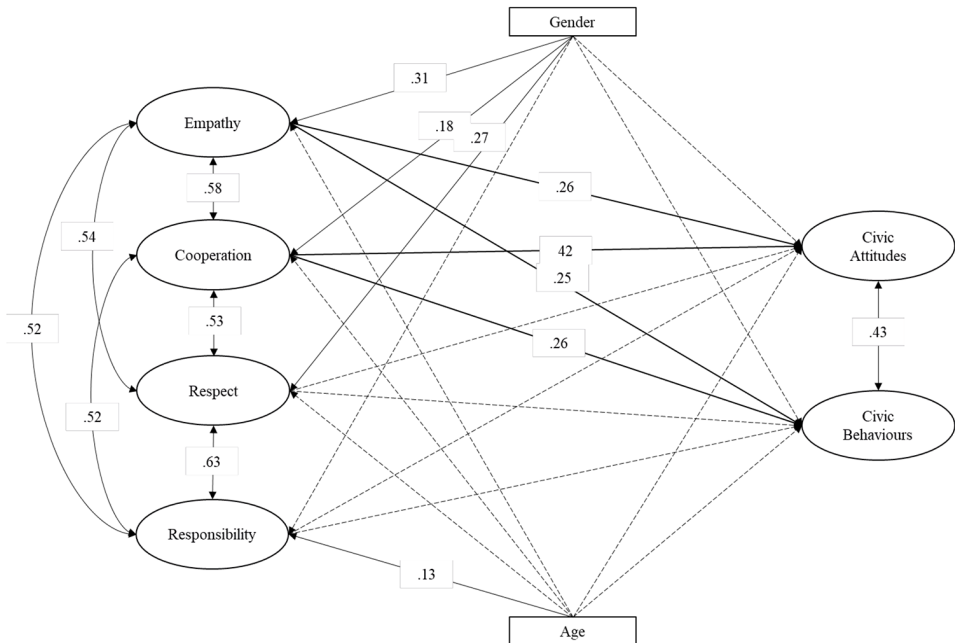 Gender
.31
Empathy
.18
.27
.58
.26
.54
Cooperation
42
Civic
Attitudes
.25
.53
.52
.26
.43
Respect
.52
Civic
Behaviours
.63
Responsibility
.13
Age